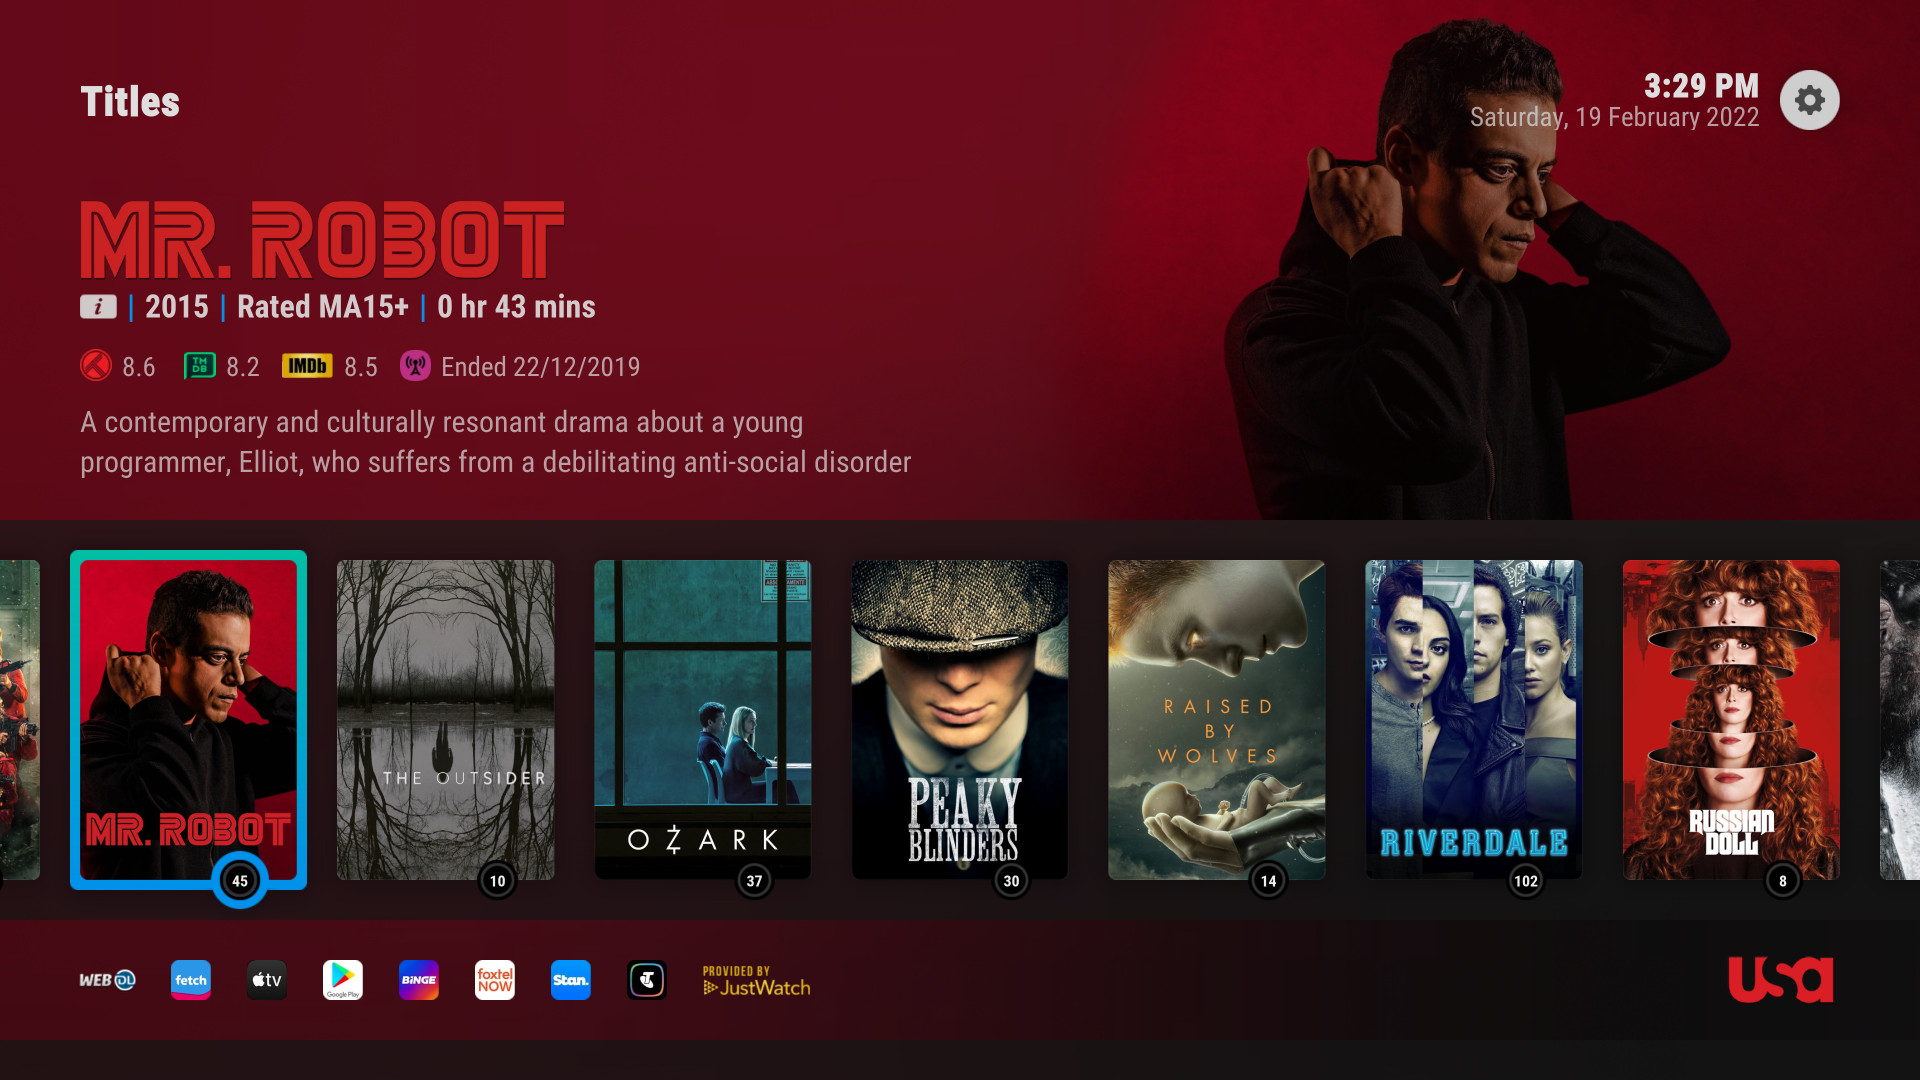 Titles
3:29 PM
Saturday, 19 February 2022
MR. ROBOT
i | 2015 | Rated MA15+ | 0 hr 43 mins
8.6 TMDB 8.2 IMDb 8.5 Ended 22/12/2019
A contemporary and culturally resonant drama about a young
programmer, Elliot, who suffers from a debilitating anti-social disorder
MR. ROBOT
45
THE OUTSIDER
10
OZARK
37
PEAKY
BLINDERS
30
RAISED
BY
WOLVES
14
RIVERDALE
102
RUSSIAN
DOLL
8
WEB DL
fetch
tv
Google Play
BINGE
foxtel
NOW
Stan.
T
PROVIDED BY
JustWatch
usa